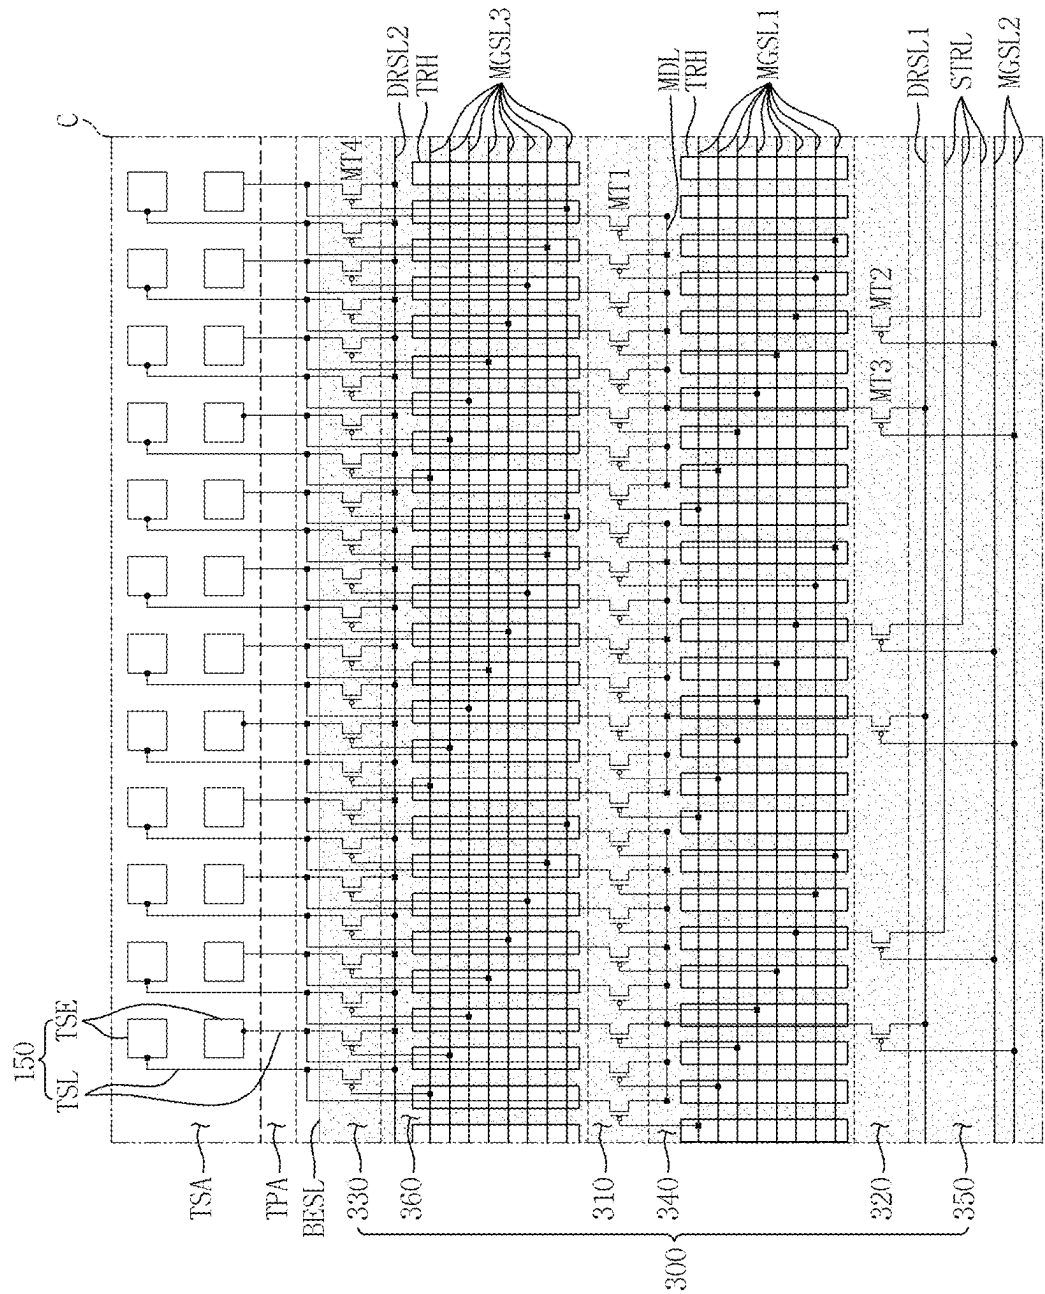 C
DRSL2
TRH
MGSL3
MDL
TRH
MGSL1
DRSL1
STRL
MGSL2
MT4
MT1
MT2
MT3
150
TSE
TSL
TSA
TPA
BESL
330
360
310
340
320
350
300